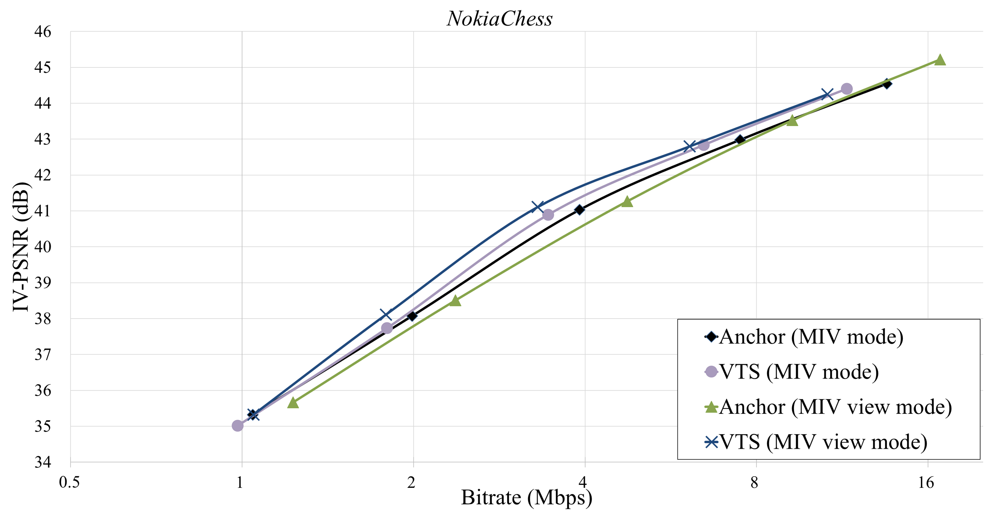 NokiaChess
46
45
44
43
42
41
40
39
38
37
36
35
34
IV-PSNR (dB)
0.5 1 2 4 8 16
Bitrate (Mbps)
Anchor (MIV mode)
VTS (MIV mode)
Anchor (MIV view mode)
VTS (MIV view mode)